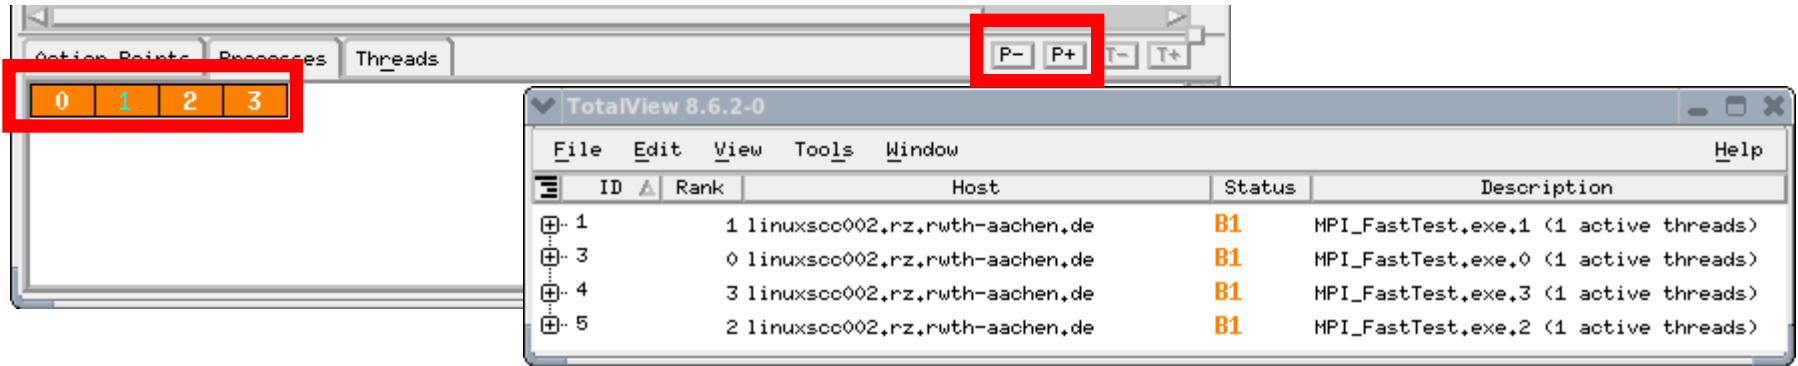 Action Points Processes Threads P- P+ T- T+
0 1 2 3
TotalView 8.6.2-0
File Edit View Tools Window Help
ID Rank Host Status Description
1 1 linuxscc002.rz.rwth-aachen.de B1 MPI_FastTest.exe.1 (1 active threads)
3 0 linuxscc002.rz.rwth-aachen.de B1 MPI_FastTest.exe.0 (1 active threads)
4 3 linuxscc002.rz.rwth-aachen.de B1 MPI_FastTest.exe.3 (1 active threads)
5 2 linuxscc002.rz.rwth-aachen.de B1 MPI_FastTest.exe.2 (1 active threads)